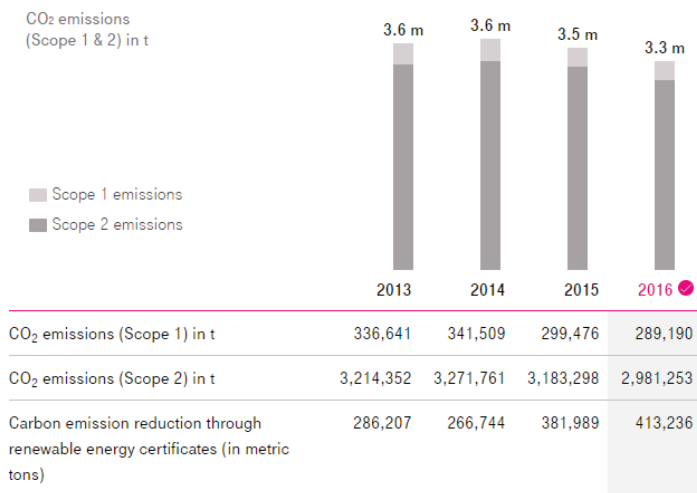 CO2 emissions
(Scope 1 & 2) in t
3.6 m 3.6 m 3.5 m 3.3 m
Scope 1 emissions
Scope 2 emissions
2013 2014 2015 2016
CO₂ emissions (Scope 1) in t 336,641 341,509 299,476 289,190
CO₂ emissions (Scope 2) in t 3,214,352 3,271,761 3,183,298 2,981,253
Carbon emission reduction through 286,207 266,744 381,989 413,236
renewable energy certificates (in metric
tons)